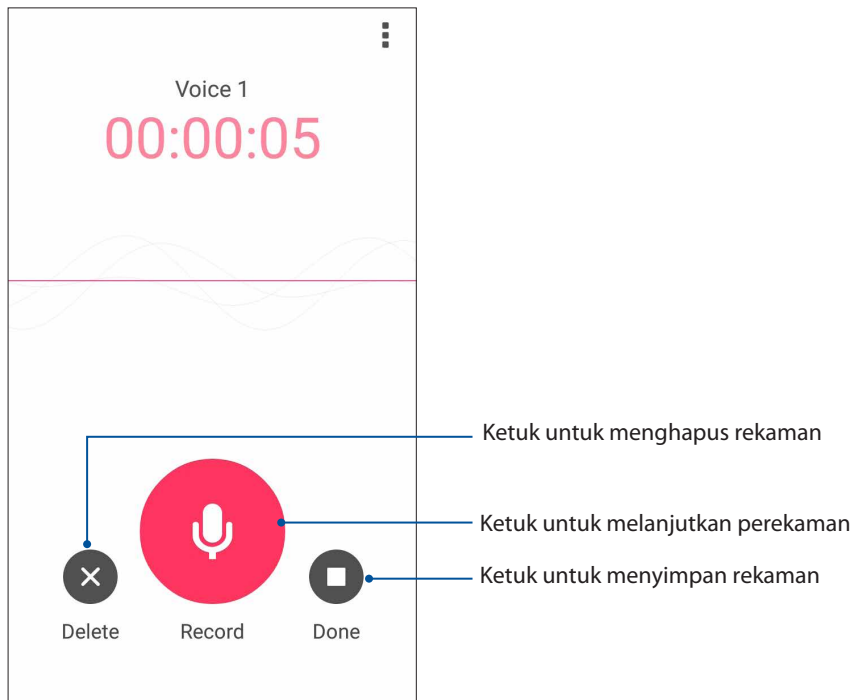 Voice 1
00:00:05
Ketuk untuk menghapus rekaman
Ketuk untuk melanjutkan perekaman
Ketuk untuk menyimpan rekaman
Delete
Record
Done